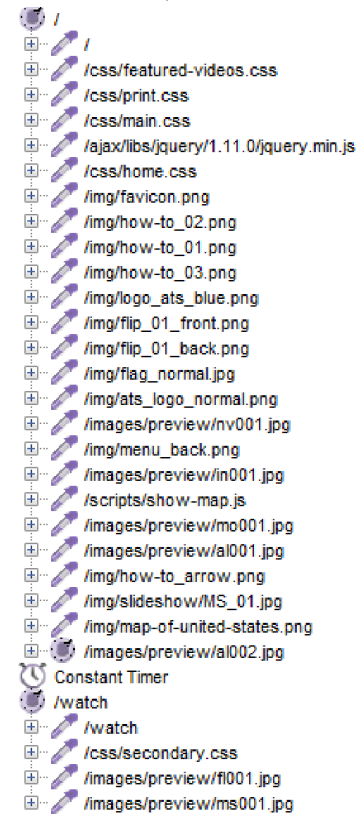 /
/
/css/featured-videos.css
/css/print.css
/css/main.css
/ajax/libs/jquery/1.11.0/jquery.min.js
/css/home.css
/img/favicon.png
/img/how-to_02.png
/img/how-to_01.png
/img/how-to_03.png
/img/logo_ats_blue.png
/img/flip_01_front.png
/img/flip_01_back.png
/img/flag_normal.jpg
/img/ats_logo_normal.png
/images/preview/nv001.jpg
/img/menu_back.png
/images/preview/in001.jpg
/scripts/show-map.js
/images/preview/mo001.jpg
/images/preview/al001.jpg
/img/how-to_arrow.png
/img/slideshow/MS_01.jpg
/img/map-of-united-states.png
/images/preview/al002.jpg
Constant Timer
/watch
/watch
/css/secondary.css
/images/preview/fl001.jpg
/images/preview/ms001.jpg